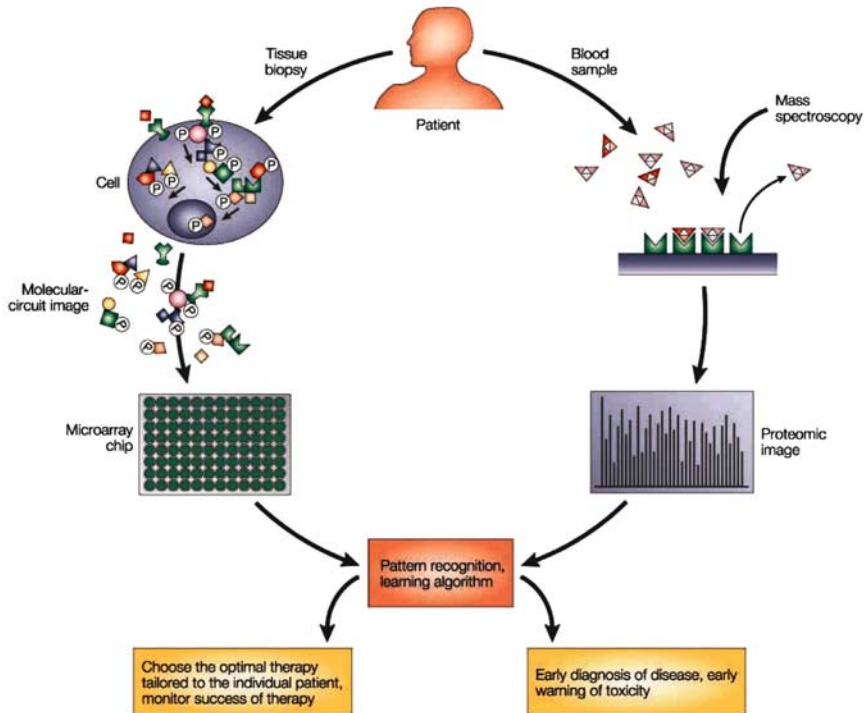 Tissue
biopsy
Blood
sample
Patient
Mass
spectroscopy
Cell
P
P
P
P
P
P
P
P
P
Molecular-
circuit image
P
P
P
P
P
P
P
P
Microarray
chip
Proteomic
image
Pattern recognition,
learning algorithm
Choose the optimal therapy
tailored to the individual patient,
monitor success of therapy
Early diagnosis of disease, early
warning of toxicity